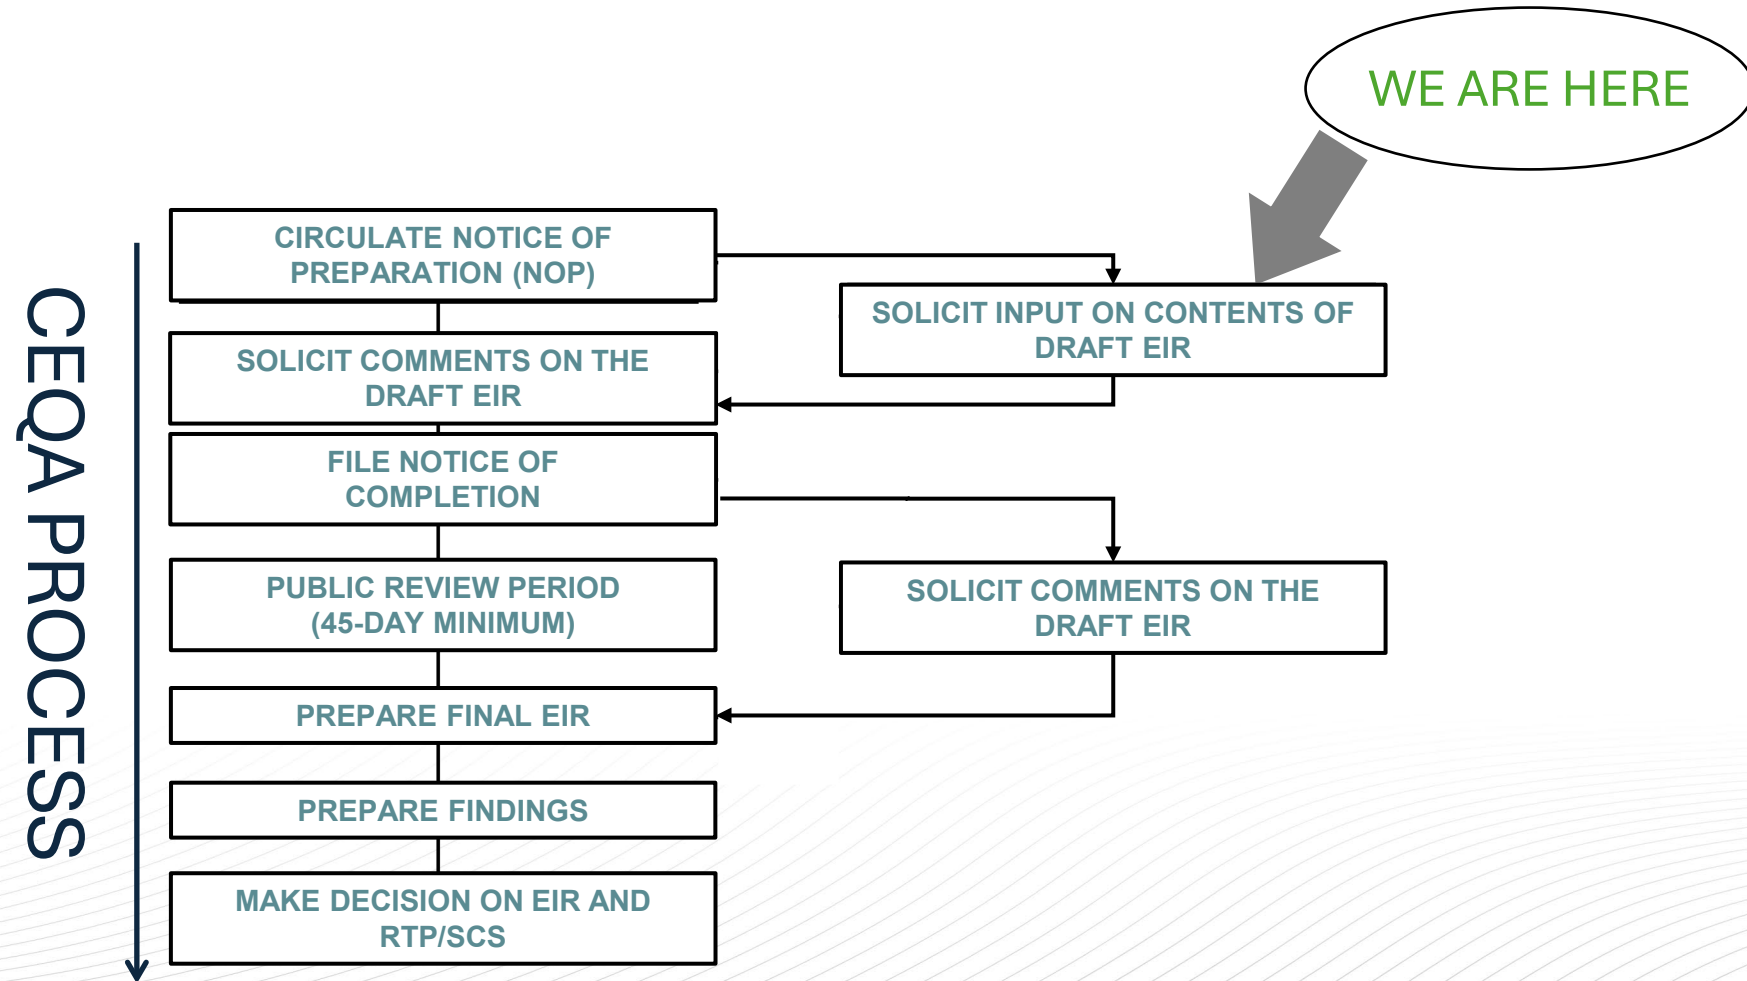 WE ARE HERE
CEQA PROCESS
CIRCULATE NOTICE OF
PREPARATION (NOP)
SOLICIT INPUT ON CONTENTS OF
DRAFT EIR
SOLICIT COMMENTS ON THE
DRAFT EIR
FILE NOTICE OF
COMPLETION
PUBLIC REVIEW PERIOD
(45-DAY MINIMUM)
SOLICIT COMMENTS ON THE
DRAFT EIR
PREPARE FINAL EIR
PREPARE FINDINGS
MAKE DECISION ON EIR AND
RTP/SCS